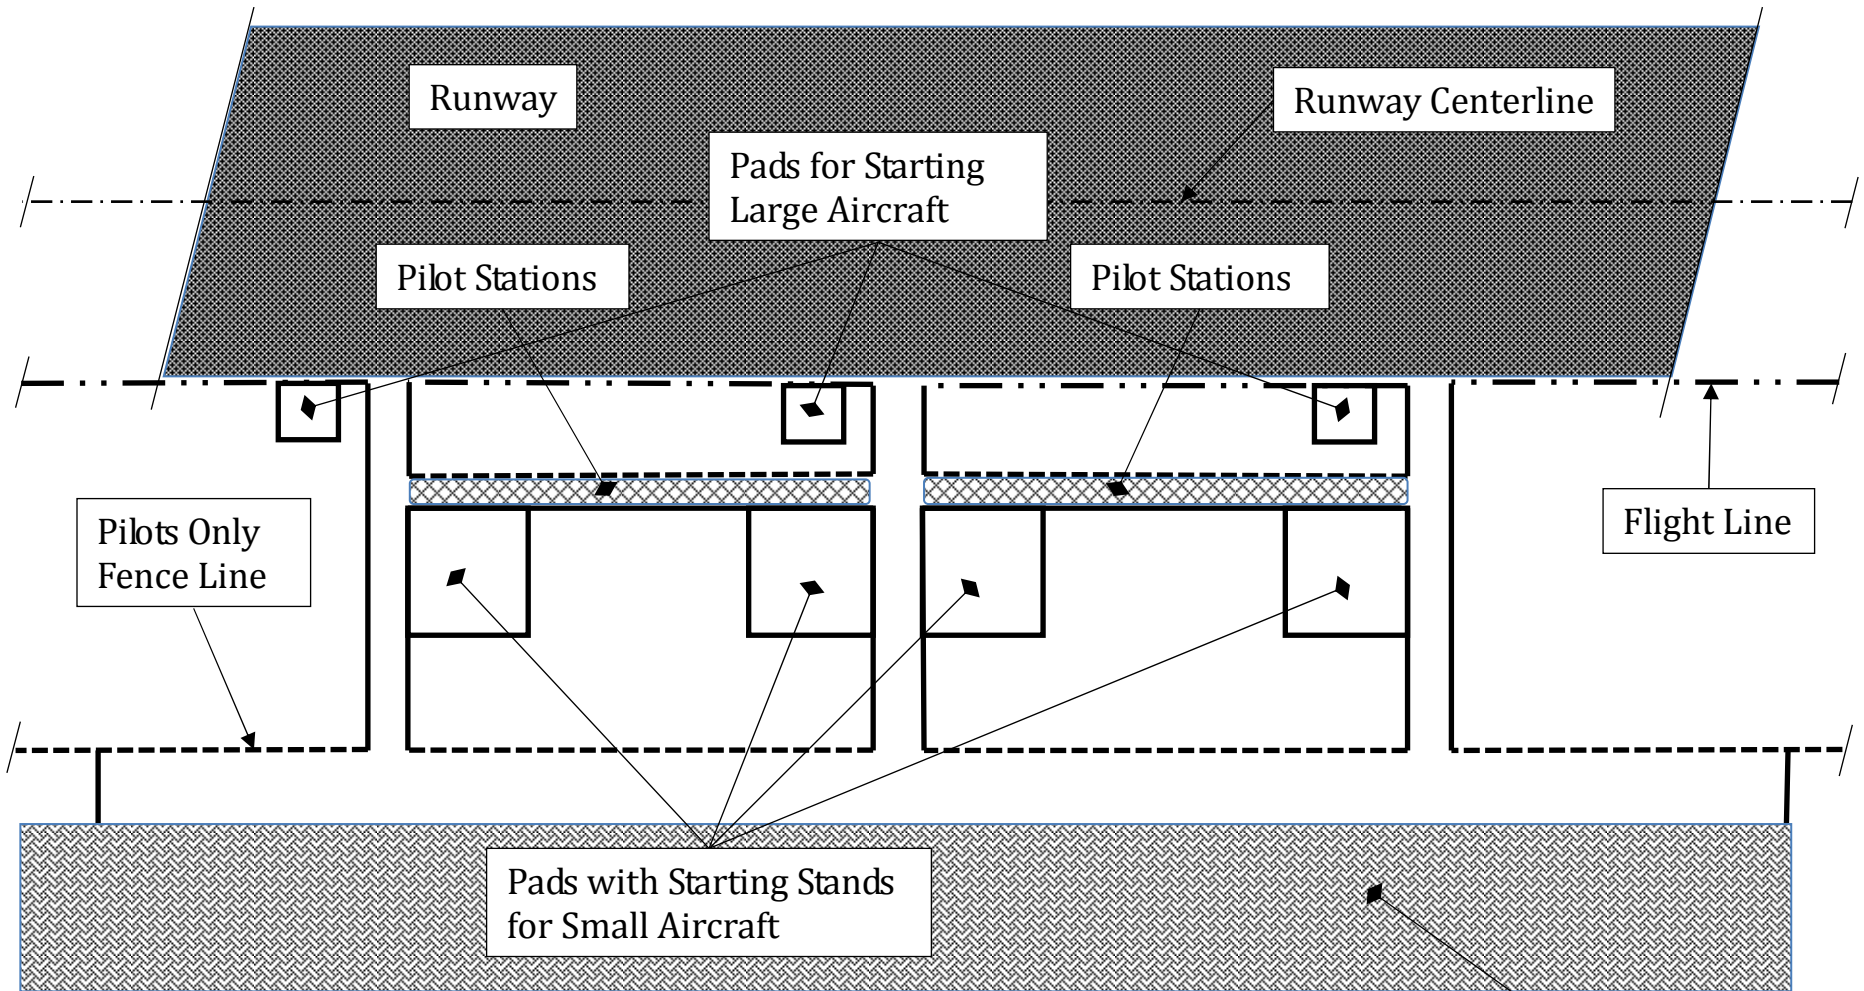 Runway
Runway Centerline
Pads for Starting
Large Aircraft
Pilot Stations
Pilot Stations
Pilots Only
Fence Line
Flight Line
Pads with Starting Stands
for Small Aircraft